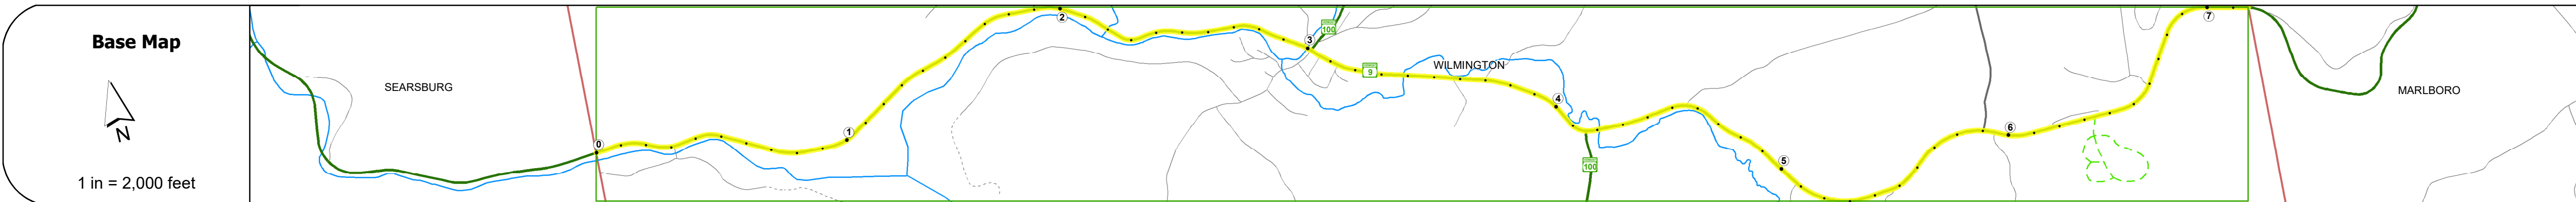 Base Map
N
1 in = 2,000 feet
SEARSBURG
0
1
2
3
100
9
WILMINGTON
4
100
5
6
7
MARLBORO